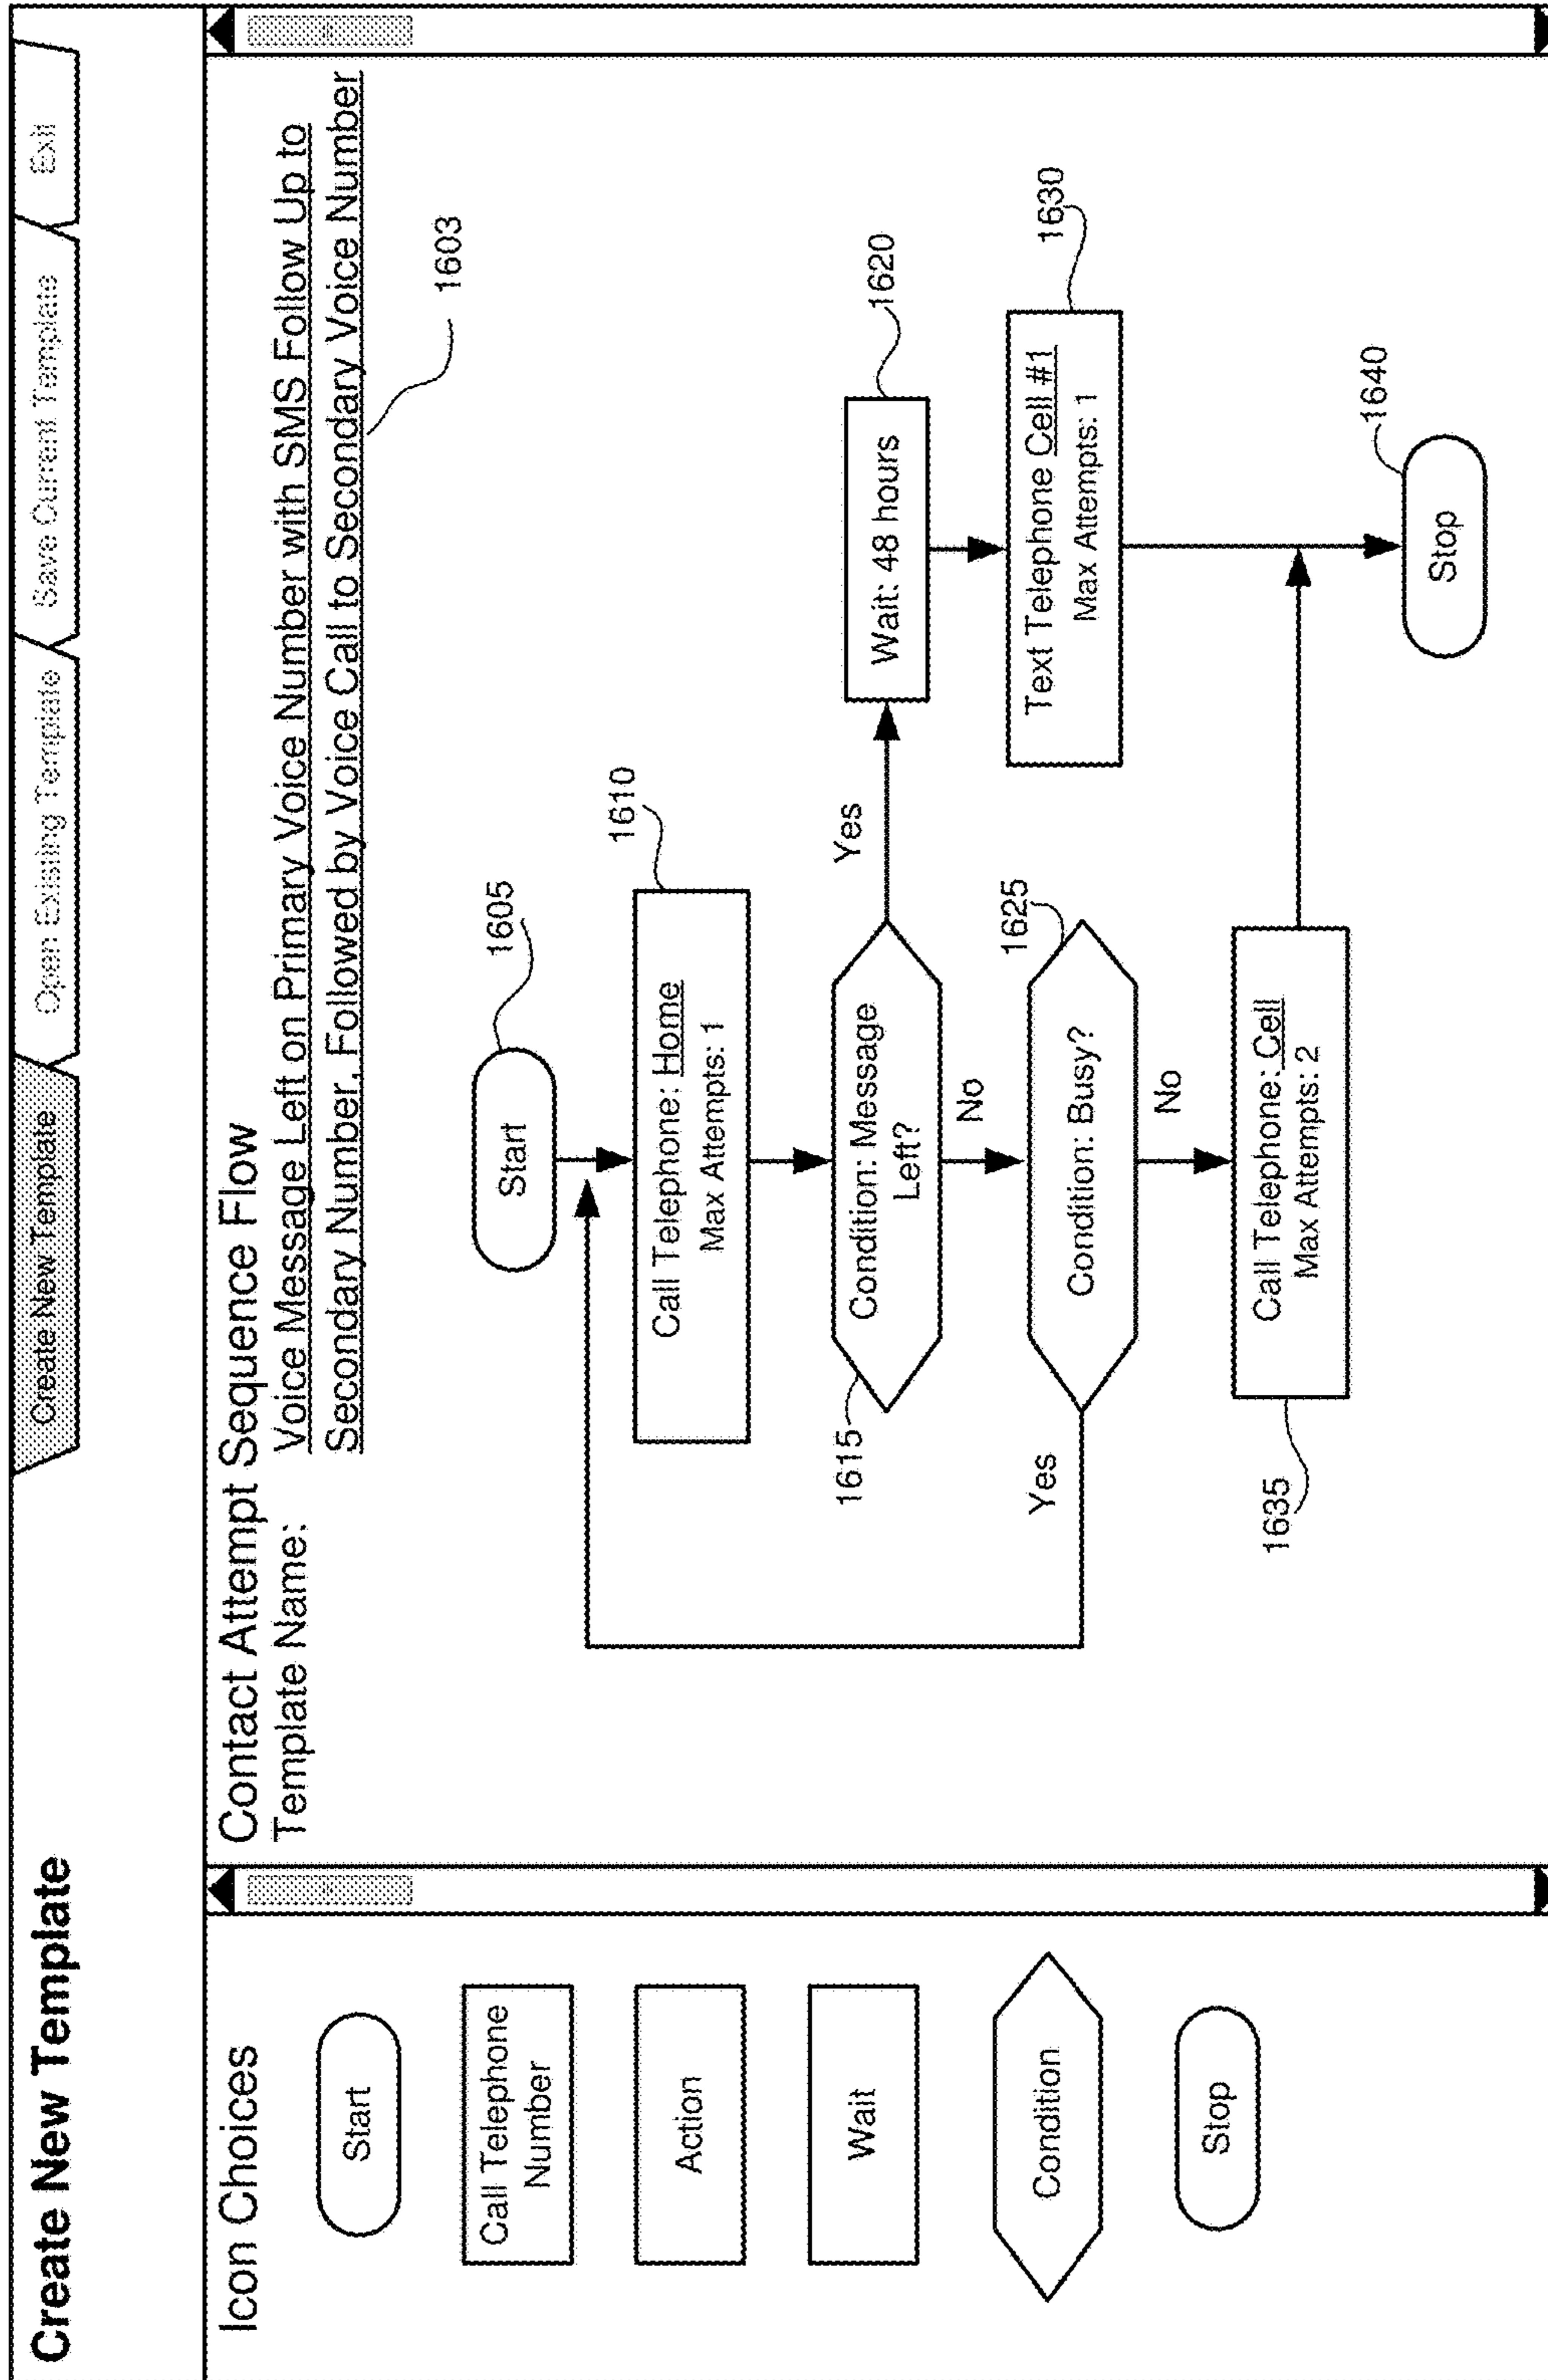 Create New Template
Create New Template
Open Existing Template
Save Current Template
Exit
Icon Choices
Start
Call Telephone
Number
Action
Wait
Condition
Stop
Contact Attempt Sequence Flow
Template Name:
Voice Message Left on Primary Voice Number with SMS Follow Up to
Secondary Number, Followed by Voice Call to Secondary Voice Number
1603
Start
1605
Call Telephone: Home
Max Attempts: 1
1610
Condition: Message
Left?
1615
Yes
Wait: 48 hours
1620
No
Condition: Busy?
1625
Yes
Text Telephone Cell #1
Max Attempts: 1
1630
No
Call Telephone: Cell
Max Attempts: 2
1635
Stop
1640